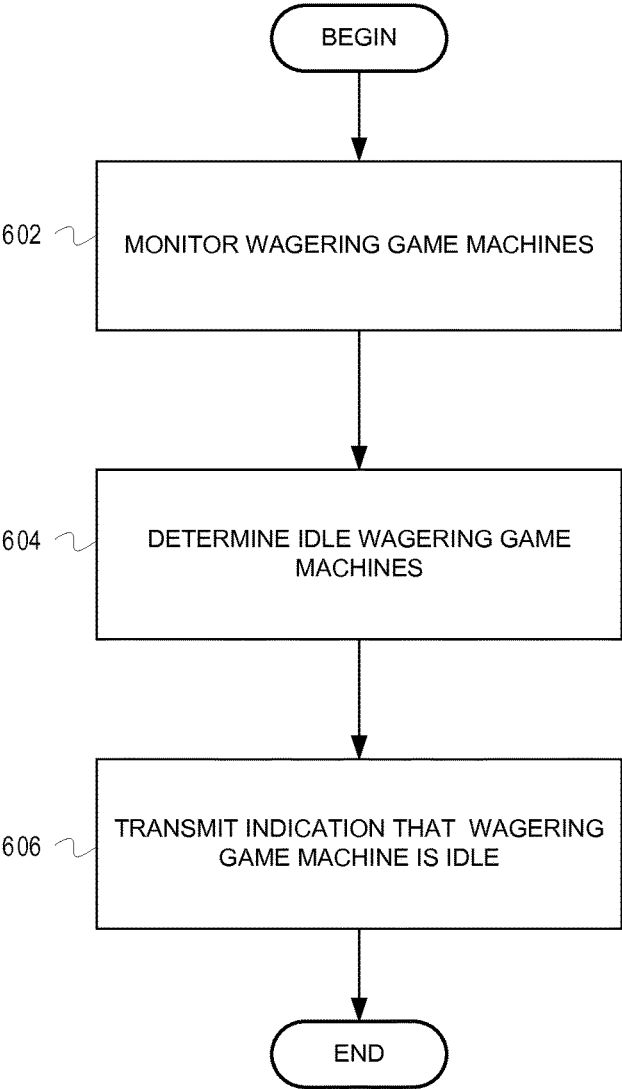 BEGIN
602
MONITOR WAGERING GAME MACHINES
604
DETERMINE IDLE WAGERING GAME
MACHINES
606
TRANSMIT INDICATION THAT WAGERING
GAME MACHINE IS IDLE
END